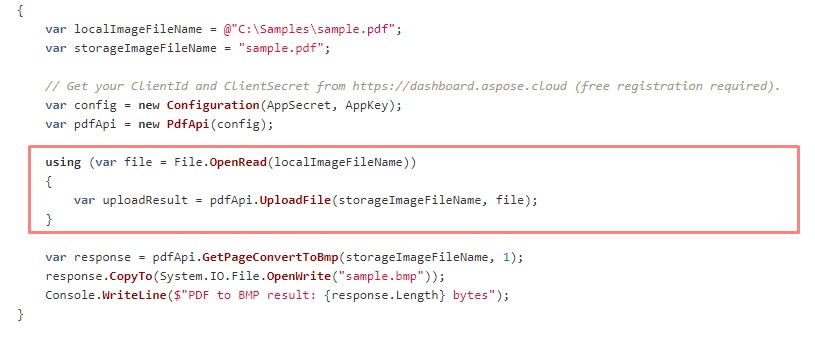 {
    var localImageFileName = @"C:\Samples\sample.pdf";
    var storageImageFileName = "sample.pdf";

    // Get your ClientId and ClientSecret from https://dashboard.aspose.cloud (free registration required).
    var config = new Configuration(AppSecret, AppKey);
    var pdfApi = new PdfApi(config);

    using (var file = File.OpenRead(localImageFileName))
    {
        var uploadResult = pdfApi.UploadFile(storageImageFileName, file);
    }

    var response = pdfApi.GetPageConvertToBmp(storageImageFileName, 1);
    response.CopyTo(System.IO.File.OpenWrite("sample.bmp"));
    Console.WriteLine($"PDF to BMP result: {response.Length} bytes");
}